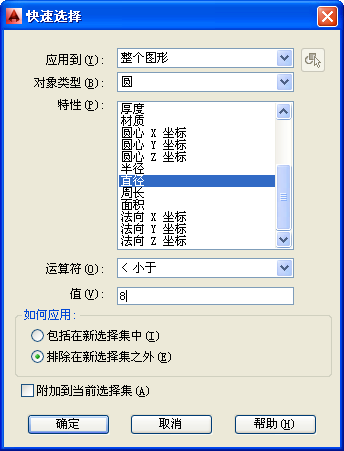 快速选择
应用到(Y): 整个图形
对象类型(B): 圆
特性(P):
厚度
材质
圆心 X 坐标
圆心 Y 坐标
圆心 Z 坐标
半径
直径
周长
面积
法向 X 坐标
法向 Y 坐标
法向 Z 坐标
运算符(O): < 小于
值(V): 8
如何应用:
包括在新选择集中(I)
排除在新选择集之外(E)
附加到当前选择集(A)
确定 取消 帮助(H)